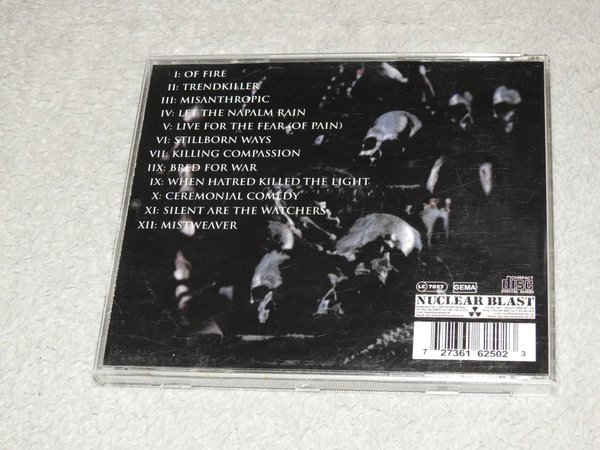 I: OF FIRE
II: TRENDKILLER
III: MISANTHROPIC
IV: LET THE NAPALM RAIN
V: LIVE FOR THE FEAR (OF PAIN)
VI: STILLBORN WAYS
VII: KILLING COMPASSION
IIX: BRED FOR WAR
IX: WHEN HATRED KILLED THE LIGHT
X: CEREMONIAL COMEDY
XI: SILENT ARE THE WATCHERS
XII: MISTWEAVER
LC 7027 GEMA
COMPACT
disc
DIGITAL AUDIO
NUCLEAR BLAST
7 27361 62502 3